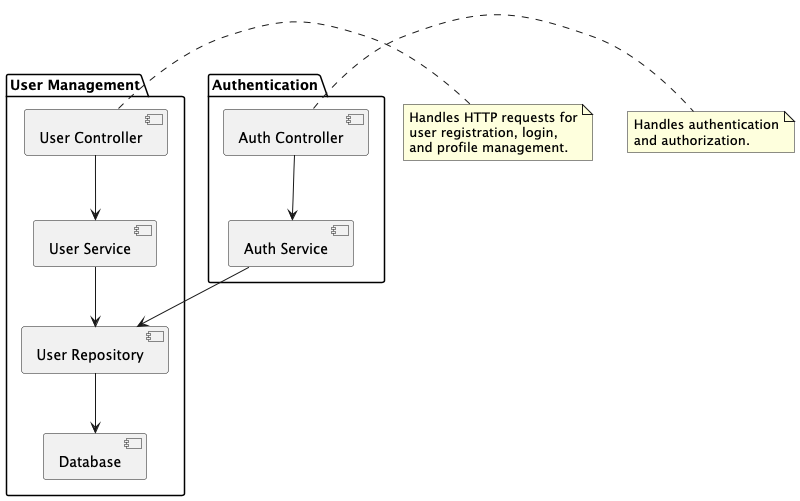 User Management
Authentication
User Controller
Auth Controller
Handles HTTP requests for
user registration, login,
and profile management.
Handles authentication
and authorization.
User Service
Auth Service
User Repository
Database